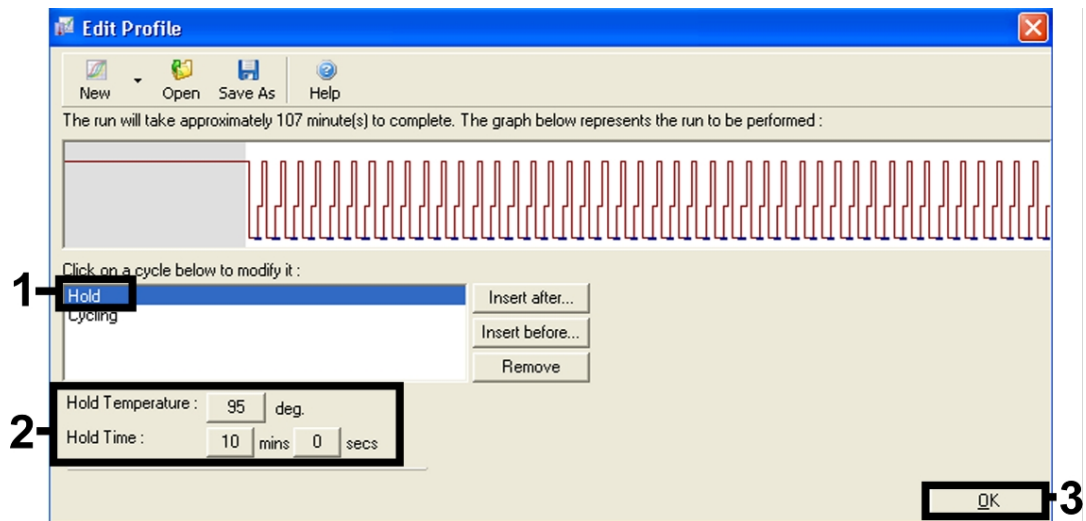 Edit Profile
New Open Save As Help
The run will take approximately 107 minute(s) to complete. The graph below represents the run to be performed :
Click on a cycle below to modify it :
1
Hold
Cycling
Insert after...
Insert before...
Remove
2
Hold Temperature : 95 deg.
Hold Time : 10 mins 0 secs
OK
3